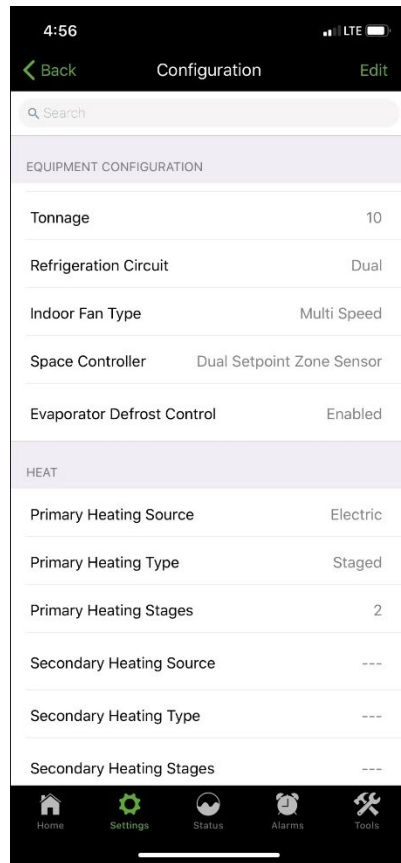 4:56 LTE
Back Configuration Edit
Search
EQUIPMENT CONFIGURATION
Tonnage 10
Refrigeration Circuit Dual
Indoor Fan Type Multi Speed
Space Controller Dual Setpoint Zone Sensor
Evaporator Defrost Control Enabled
HEAT
Primary Heating Source Electric
Primary Heating Type Staged
Primary Heating Stages 2
Secondary Heating Source ---
Secondary Heating Type ---
Secondary Heating Stages ---
Home Settings Status Alarms Tools